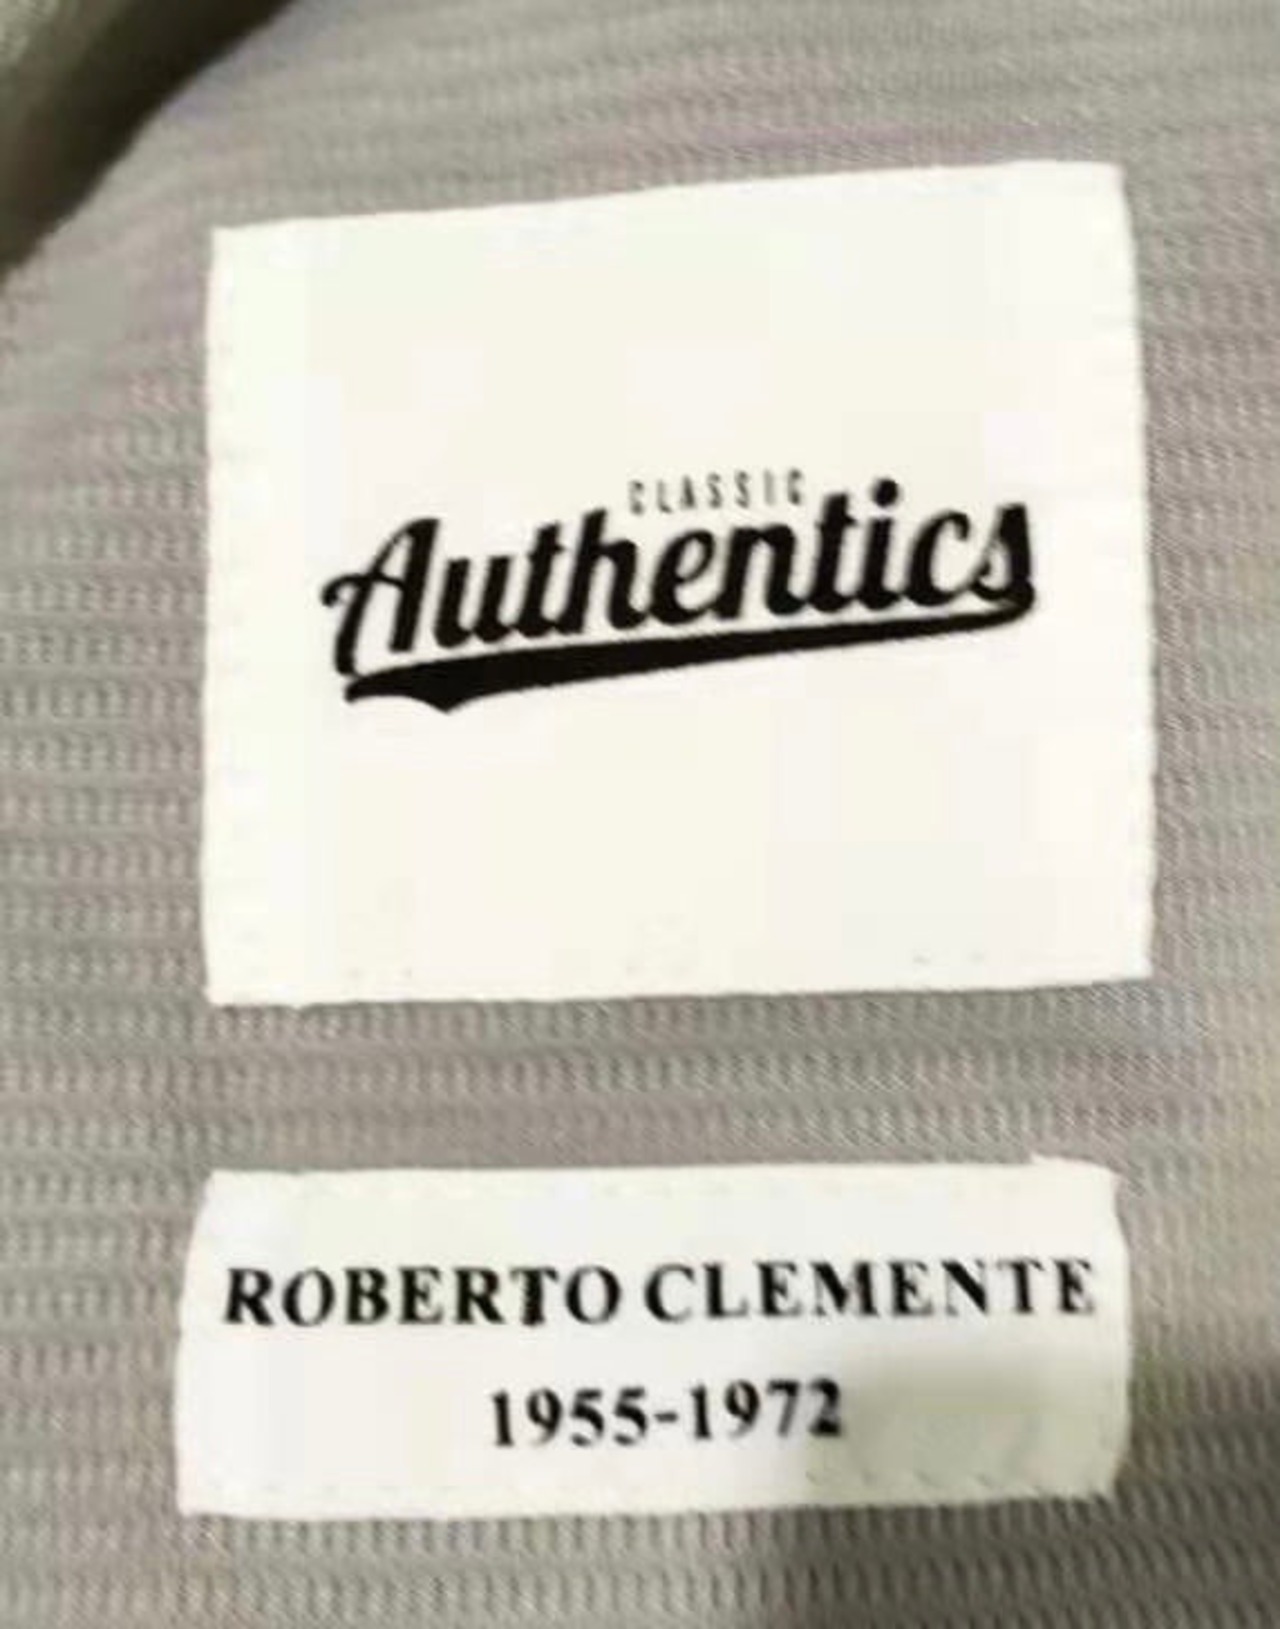 CLASSIC
Authentics
ROBERTO CLEMENTE
1955-1972